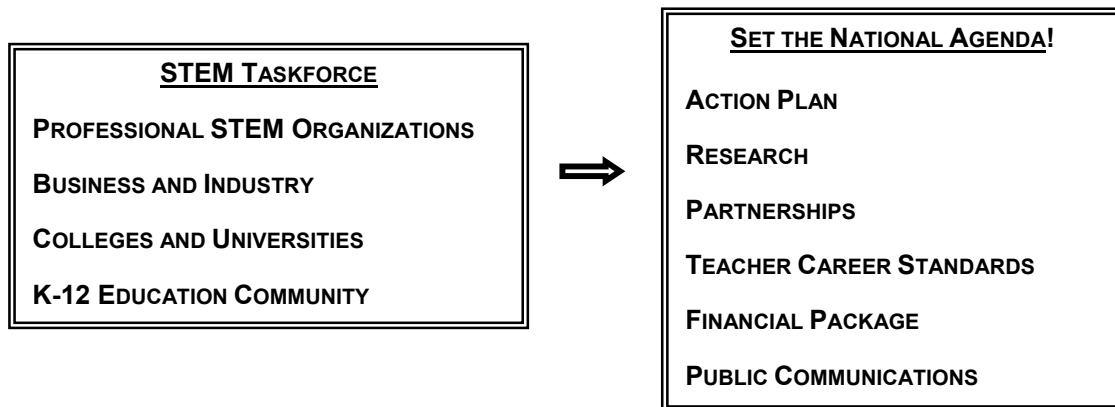 STEM TASKFORCE
PROFESSIONAL STEM ORGANIZATIONS
BUSINESS AND INDUSTRY
COLLEGES AND UNIVERSITIES
K-12 EDUCATION COMMUNITY
SET THE NATIONAL AGENDA!
ACTION PLAN
RESEARCH
PARTNERSHIPS
TEACHER CAREER STANDARDS
FINANCIAL PACKAGE
PUBLIC COMMUNICATIONS